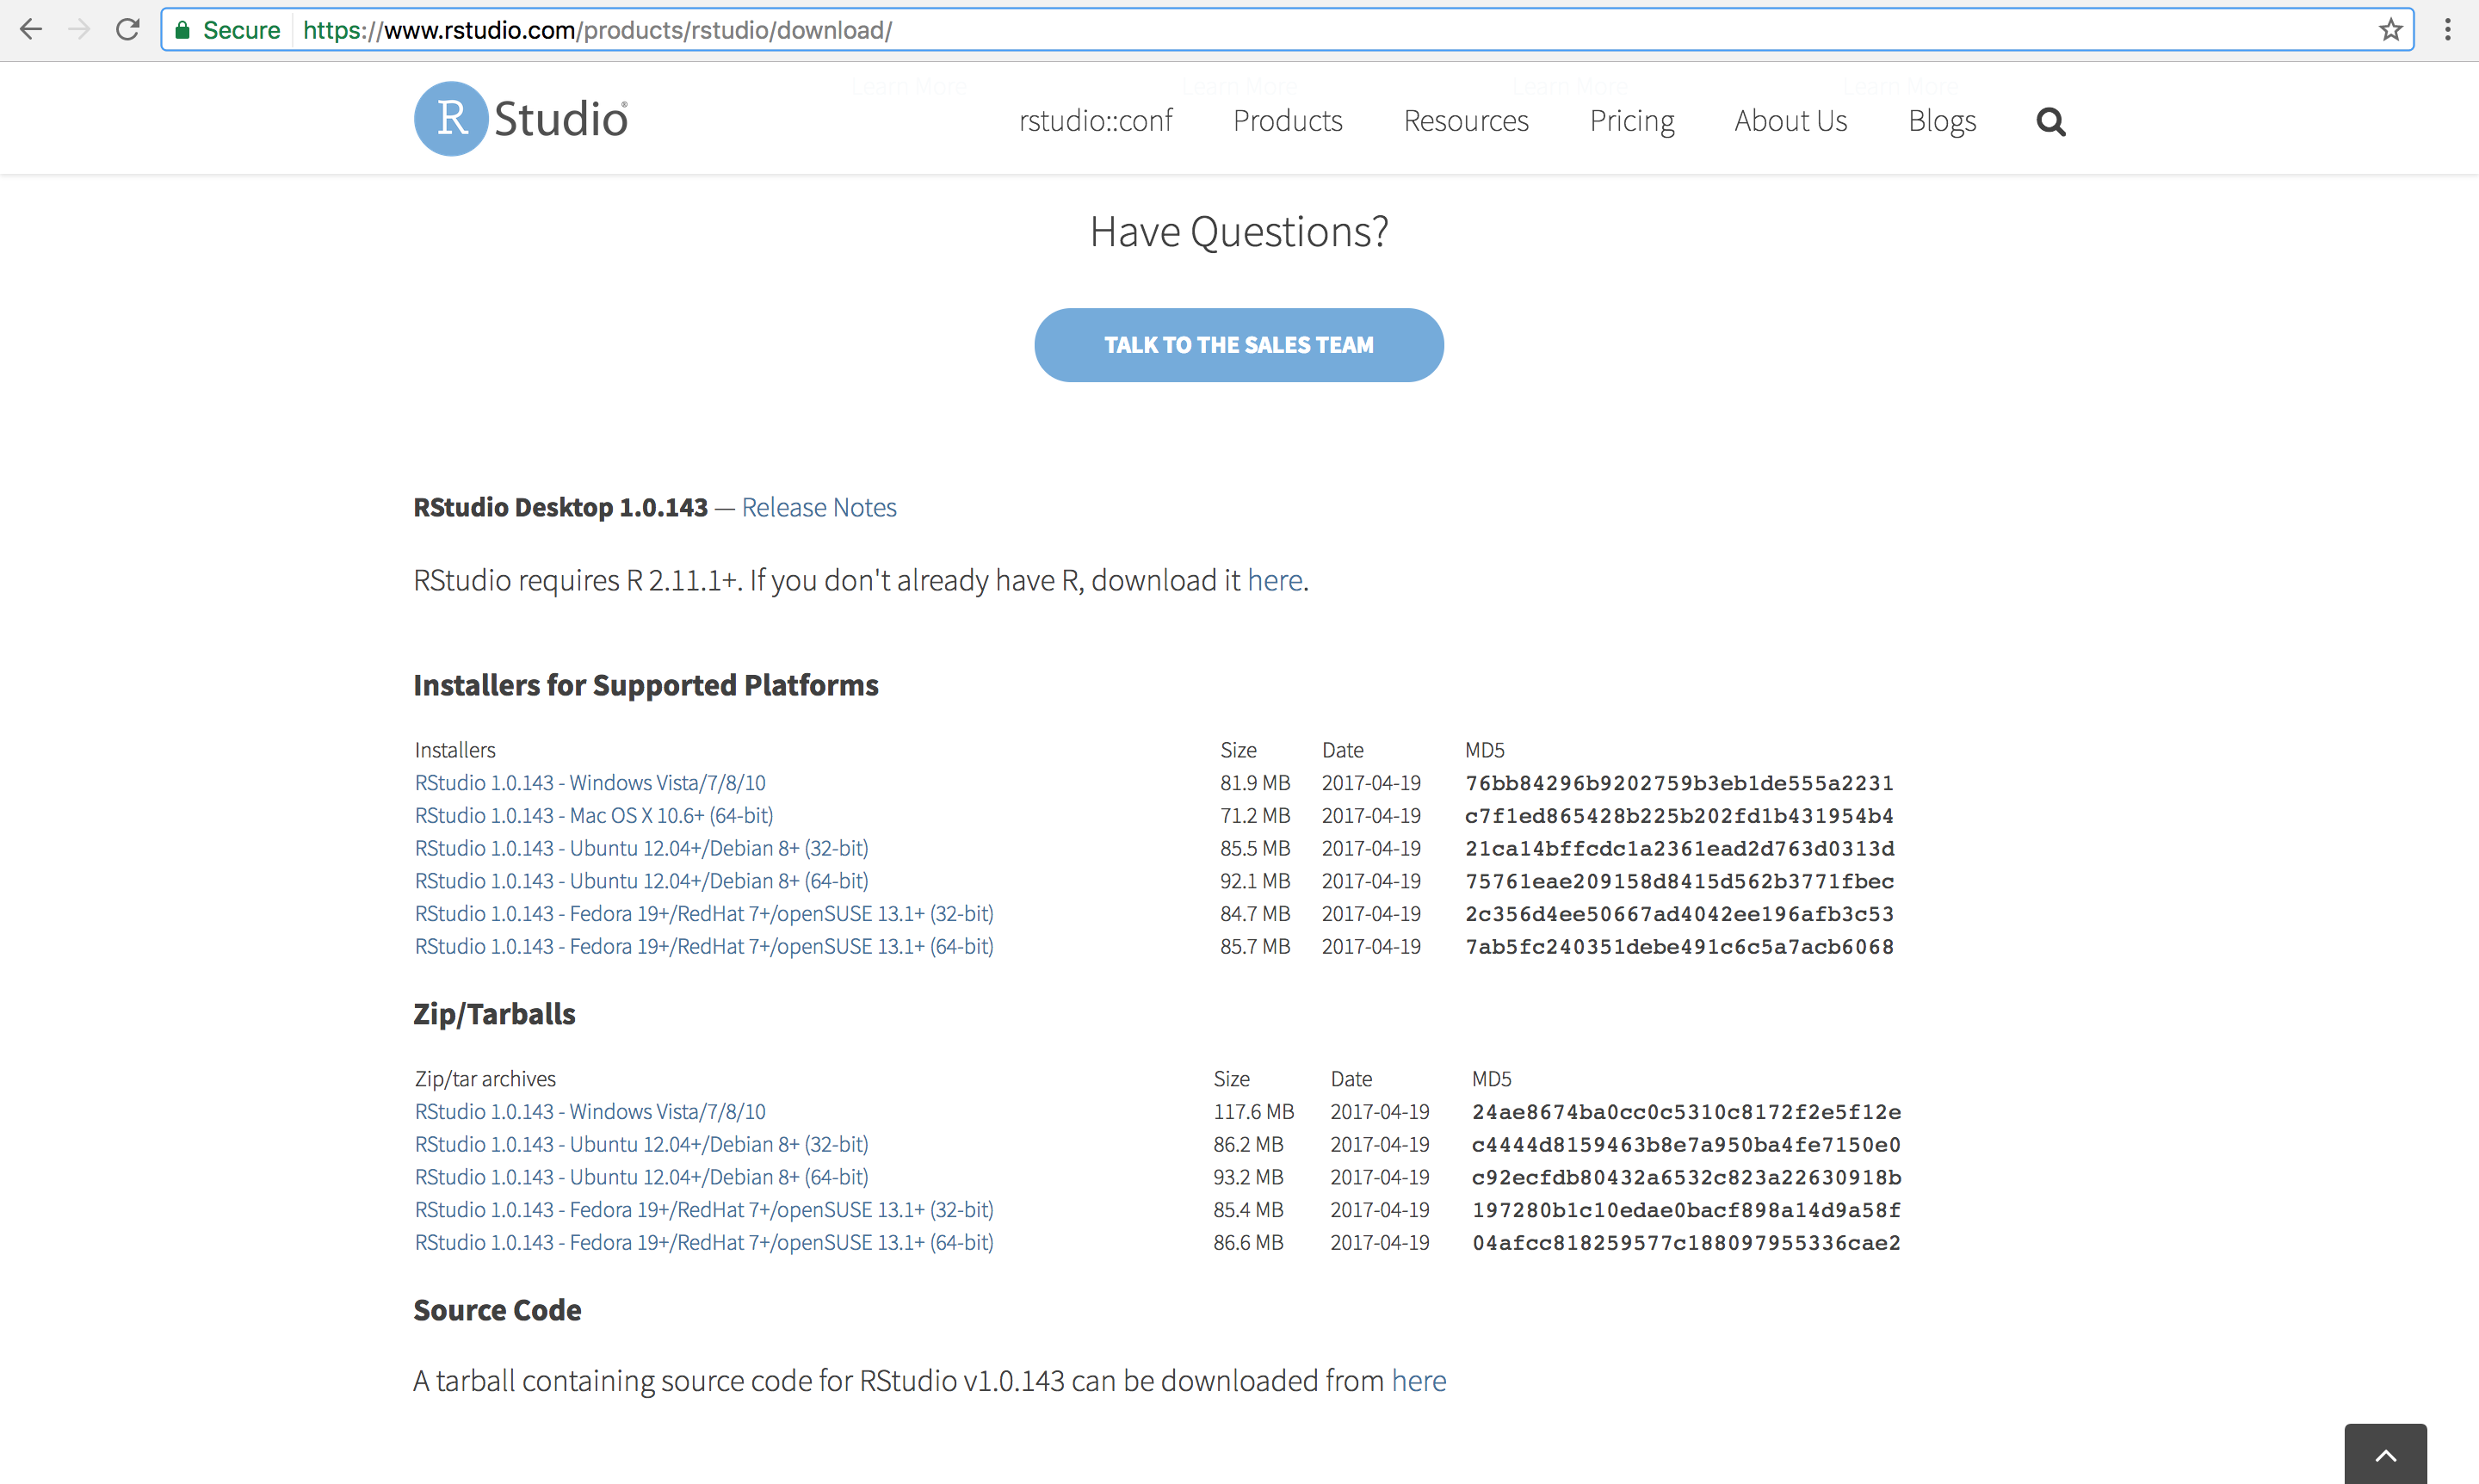 Secure https://www.rstudio.com/products/rstudio/download/
Learn More Learn More Learn More Learn More
R Studio® rstudio::conf Products Resources Pricing About Us Blogs
Have Questions?
TALK TO THE SALES TEAM
RStudio Desktop 1.0.143 — Release Notes
RStudio requires R 2.11.1+. If you don't already have R, download it here.
Installers for Supported Platforms
Installers Size Date MD5
RStudio 1.0.143 - Windows Vista/7/8/10 81.9 MB 2017-04-19 76bb84296b9202759b3eb1de555a2231
RStudio 1.0.143 - Mac OS X 10.6+ (64-bit) 71.2 MB 2017-04-19 c7f1ed865428b225b202fd1b431954b4
RStudio 1.0.143 - Ubuntu 12.04+/Debian 8+ (32-bit) 85.5 MB 2017-04-19 21ca14bffcdc1a2361ead2d763d0313d
RStudio 1.0.143 - Ubuntu 12.04+/Debian 8+ (64-bit) 92.1 MB 2017-04-19 75761eae209158d8415d562b3771fbec
RStudio 1.0.143 - Fedora 19+/RedHat 7+/openSUSE 13.1+ (32-bit) 84.7 MB 2017-04-19 2c356d4ee50667ad4042ee196afb3c53
RStudio 1.0.143 - Fedora 19+/RedHat 7+/openSUSE 13.1+ (64-bit) 85.7 MB 2017-04-19 7ab5fc240351debe491c6c5a7acb6068
Zip/Tarballs
Zip/tar archives Size Date MD5
RStudio 1.0.143 - Windows Vista/7/8/10 117.6 MB 2017-04-19 24ae8674ba0cc0c5310c8172f2e5f12e
RStudio 1.0.143 - Ubuntu 12.04+/Debian 8+ (32-bit) 86.2 MB 2017-04-19 c4444d8159463b8e7a950ba4fe7150e0
RStudio 1.0.143 - Ubuntu 12.04+/Debian 8+ (64-bit) 93.2 MB 2017-04-19 c92ecfdb80432a6532c823a22630918b
RStudio 1.0.143 - Fedora 19+/RedHat 7+/openSUSE 13.1+ (32-bit) 85.4 MB 2017-04-19 197280b1c10edae0bacf898a14d9a58f
RStudio 1.0.143 - Fedora 19+/RedHat 7+/openSUSE 13.1+ (64-bit) 86.6 MB 2017-04-19 04afcc818259577c188097955336cae2
Source Code
A tarball containing source code for RStudio v1.0.143 can be downloaded from here